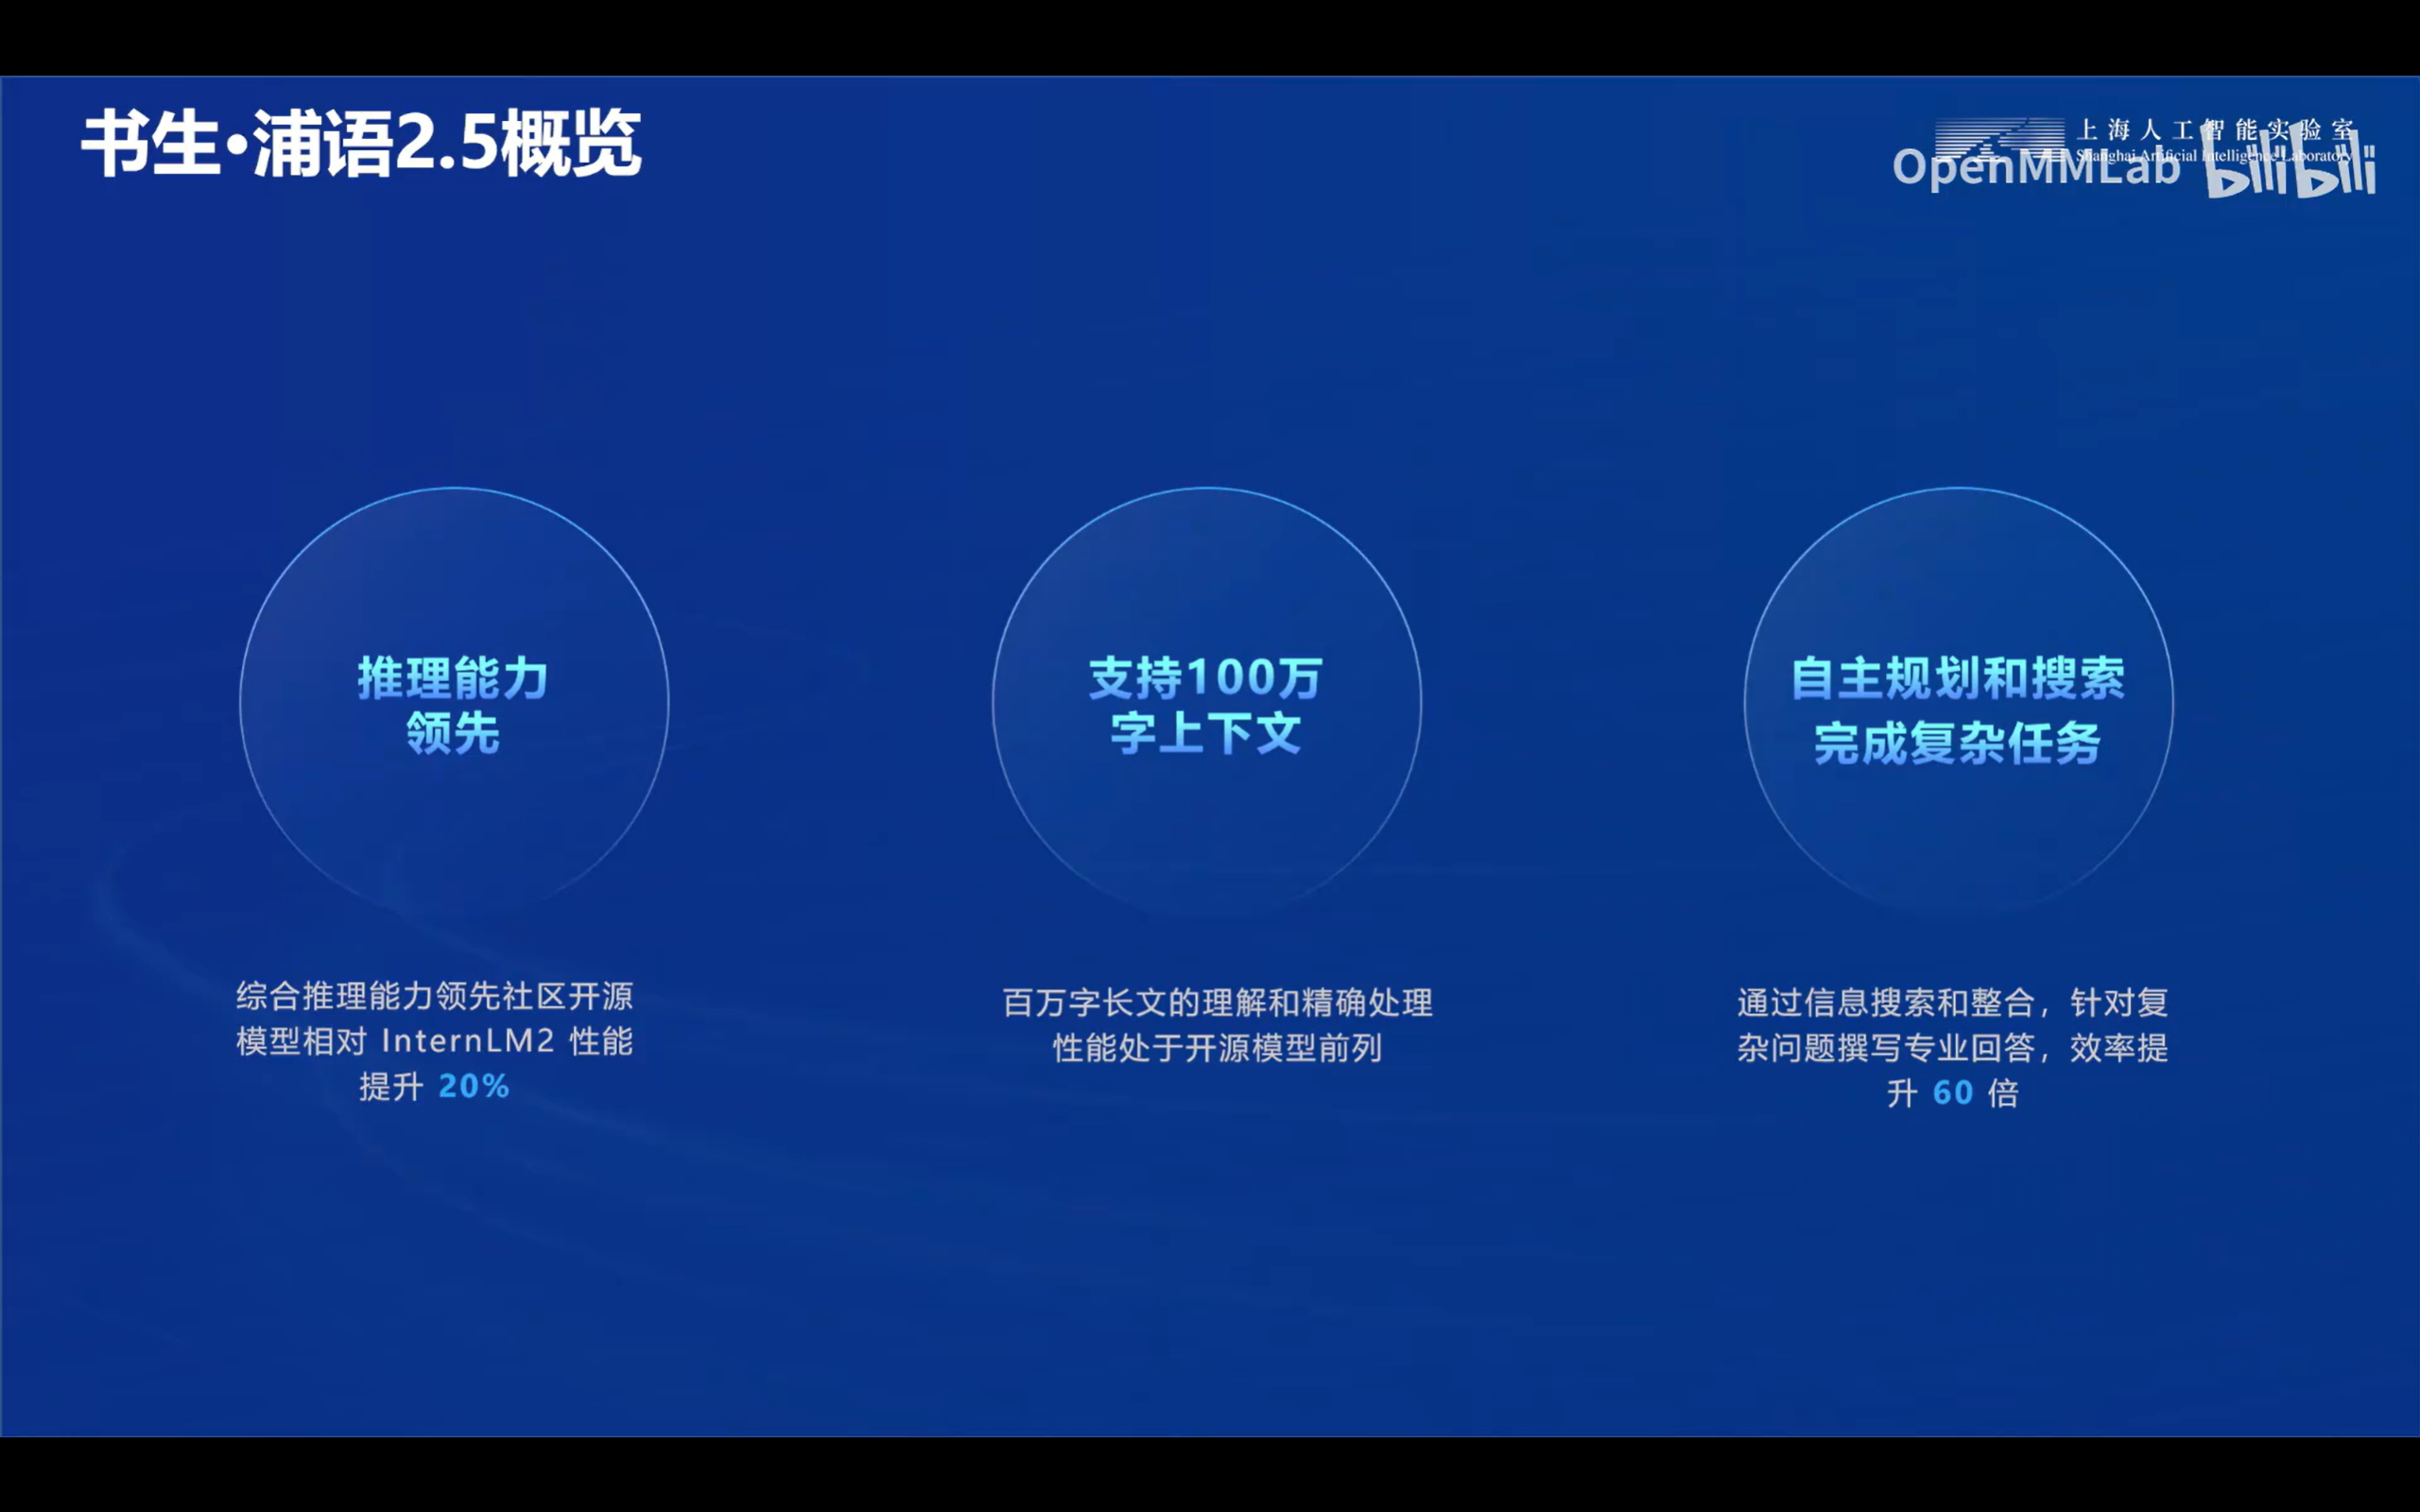 书生·浦语2.5概览
上海人工智能实验室
Shanghai Artificial Intelligence Laboratory
OpenMMLab bilibili
推理能力
领先
支持100万
字上下文
自主规划和搜索
完成复杂任务
综合推理能力领先社区开源
模型相对 InternLM2 性能
提升 20%
百万字长文的理解和精确处理
性能处于开源模型前列
通过信息搜索和整合，针对复
杂问题撰写专业回答，效率提
升 60 倍